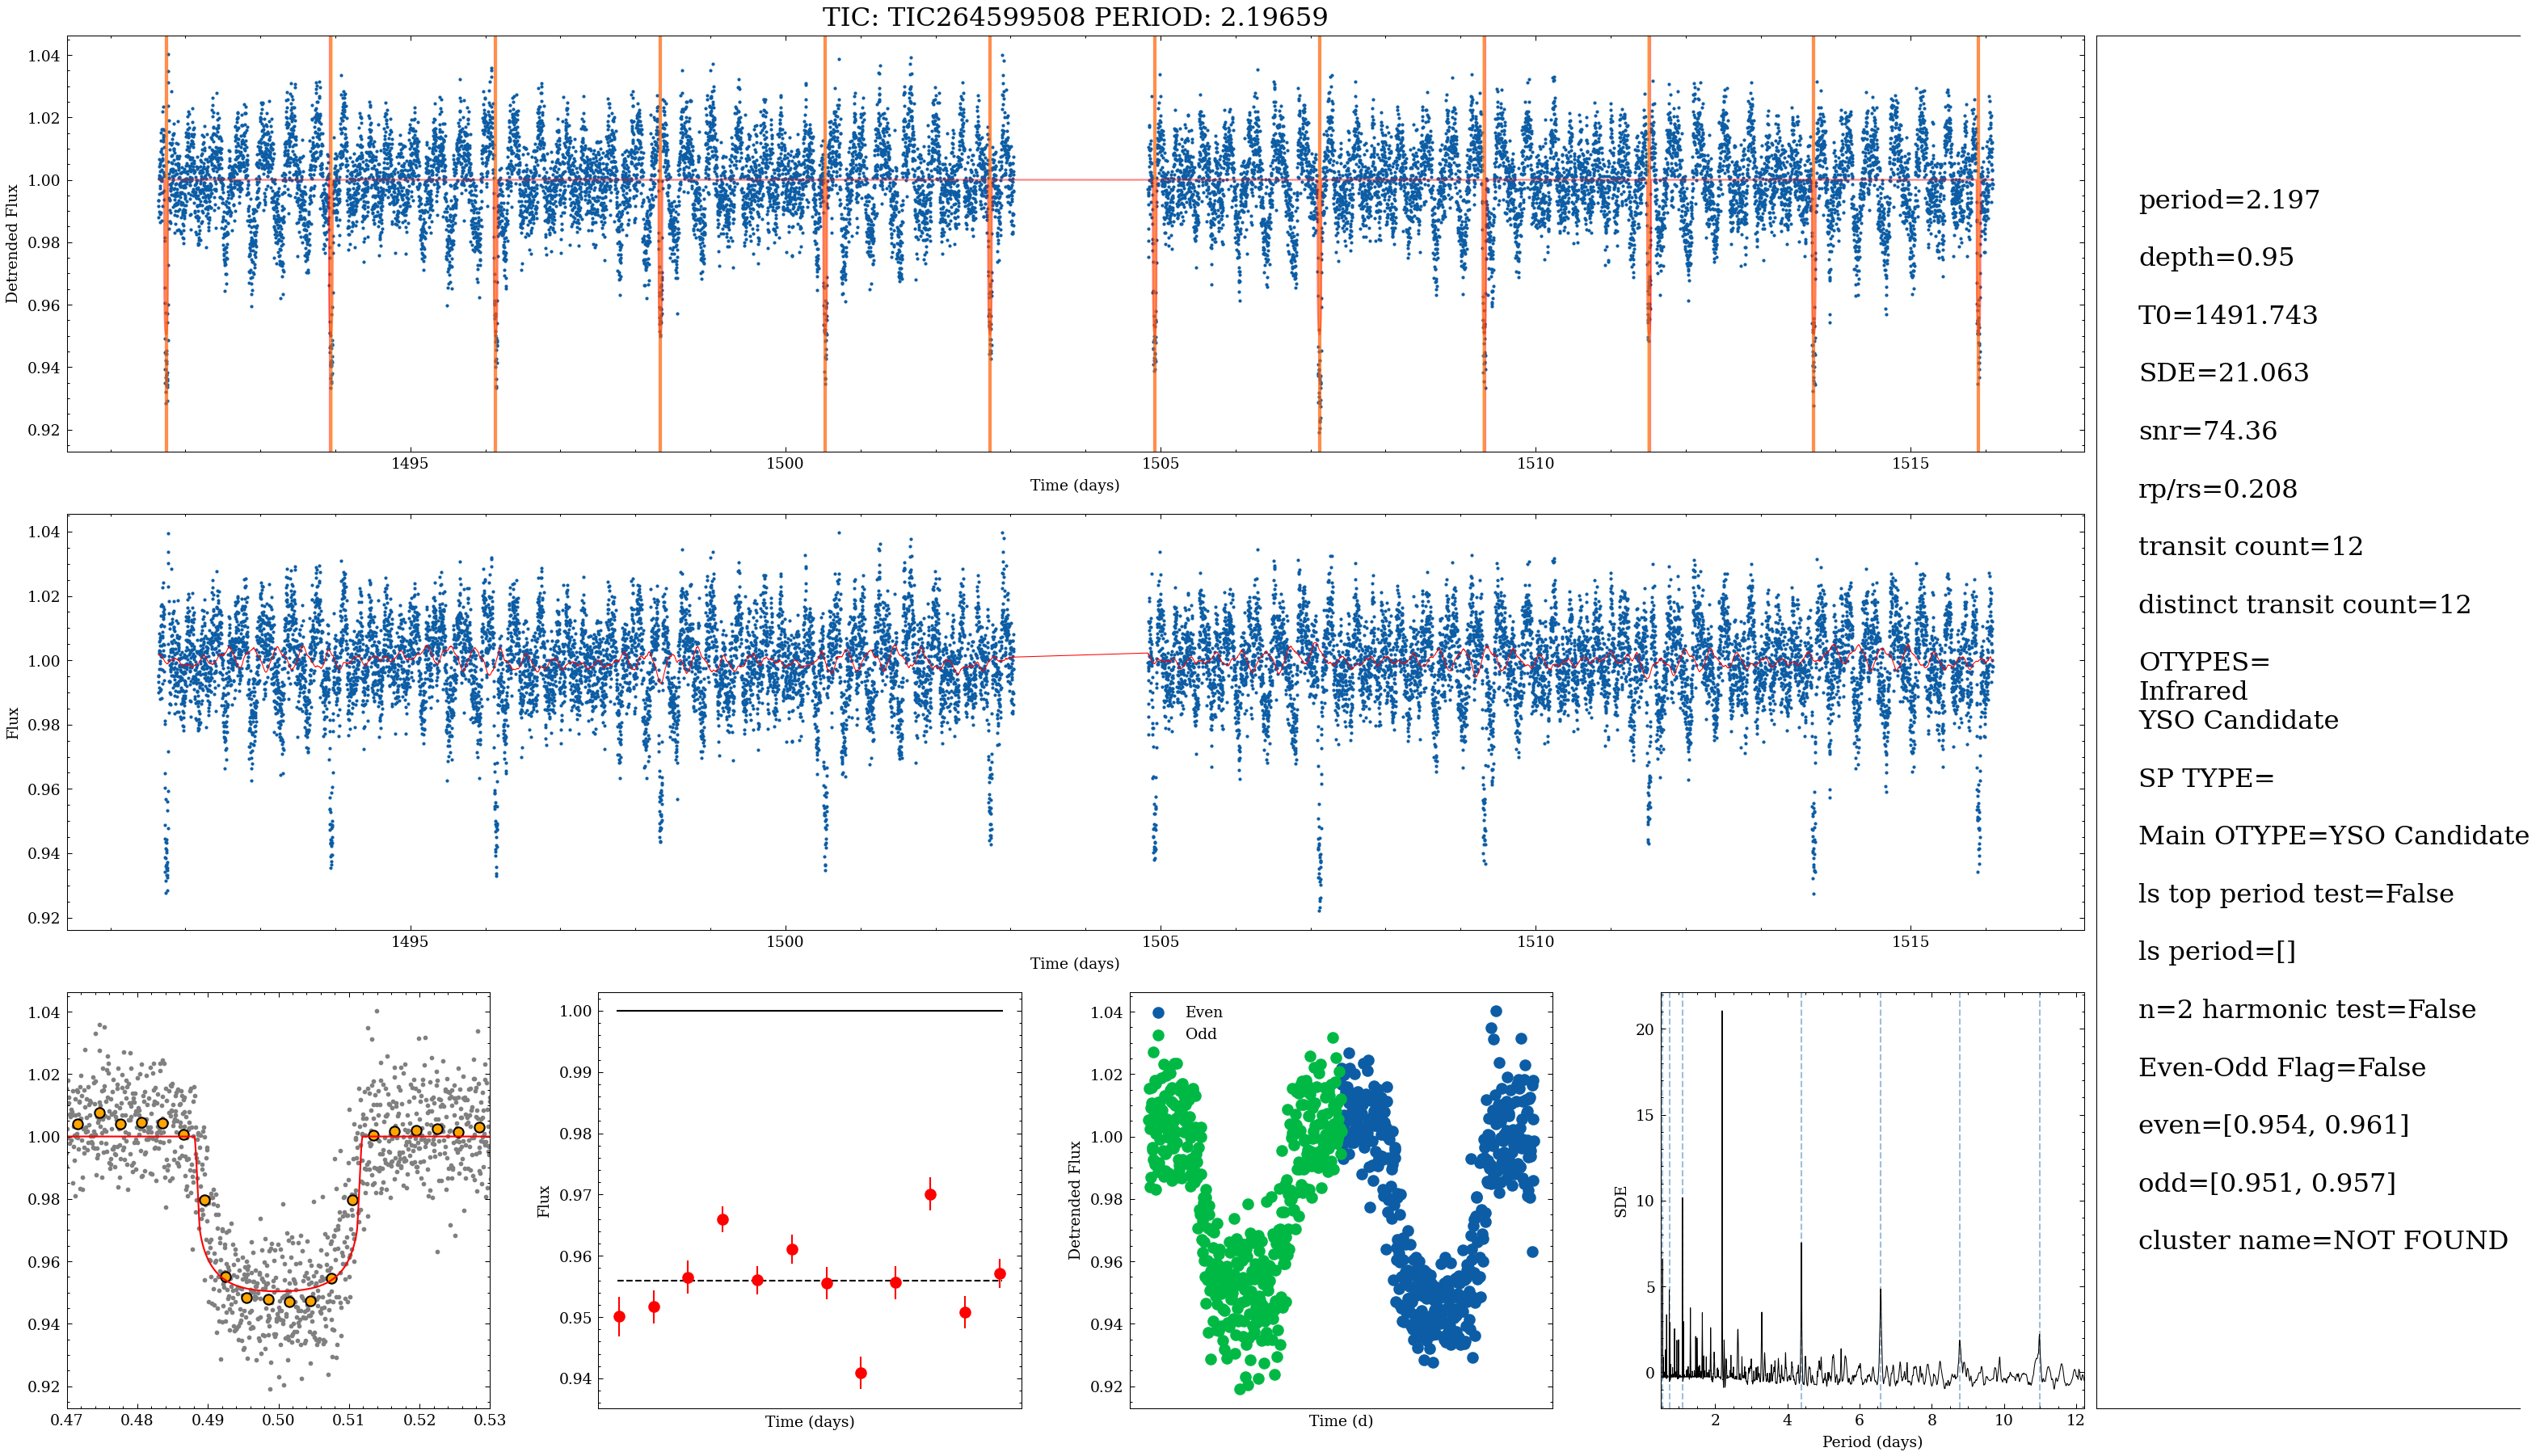 TIC: TIC264599508 PERIOD: 2.19659
1.04
1.02
1.00
0.98
0.96
0.94
0.92
Detrended Flux
1495
1500
1505
1510
1515
Time (days)
1.04
1.02
1.00
0.98
0.96
0.94
0.92
Flux
1495
1500
1505
1510
1515
Time (days)
1.04
1.02
1.00
0.98
0.96
0.94
0.92
0.47
0.48
0.49
0.50
0.51
0.52
0.53
1.00
0.99
0.98
0.97
0.96
0.95
0.94
Flux
Time (days)
Even
Odd
1.04
1.02
1.00
0.98
0.96
0.94
0.92
Detrended Flux
Time (d)
20
15
10
5
0
SDE
2
4
6
8
10
12
Period (days)
period=2.197
depth=0.95
T0=1491.743
SDE=21.063
snr=74.36
rp/rs=0.208
transit count=12
distinct transit count=12
OTYPES=
Infrared
YSO Candidate
SP TYPE=
Main OTYPE=YSO Candidate
ls top period test=False
ls period=[]
n=2 harmonic test=False
Even-Odd Flag=False
even=[0.954, 0.961]
odd=[0.951, 0.957]
cluster name=NOT FOUND